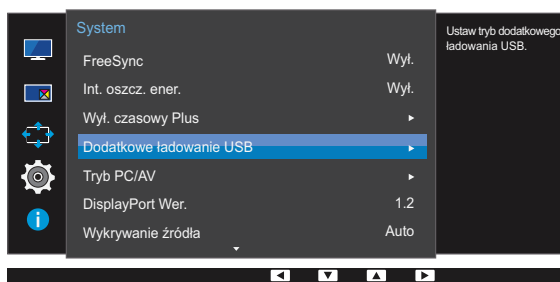 System
FreeSync Wył.
Int. oszcz. ener. Wył.
Wył. czasowy Plus
Dodatkowe ładowanie USB
Tryb PC/AV
DisplayPort Wer. 1.2
Wykrywanie źródła Auto
Ustaw tryb dodatkowego
ładowania USB.